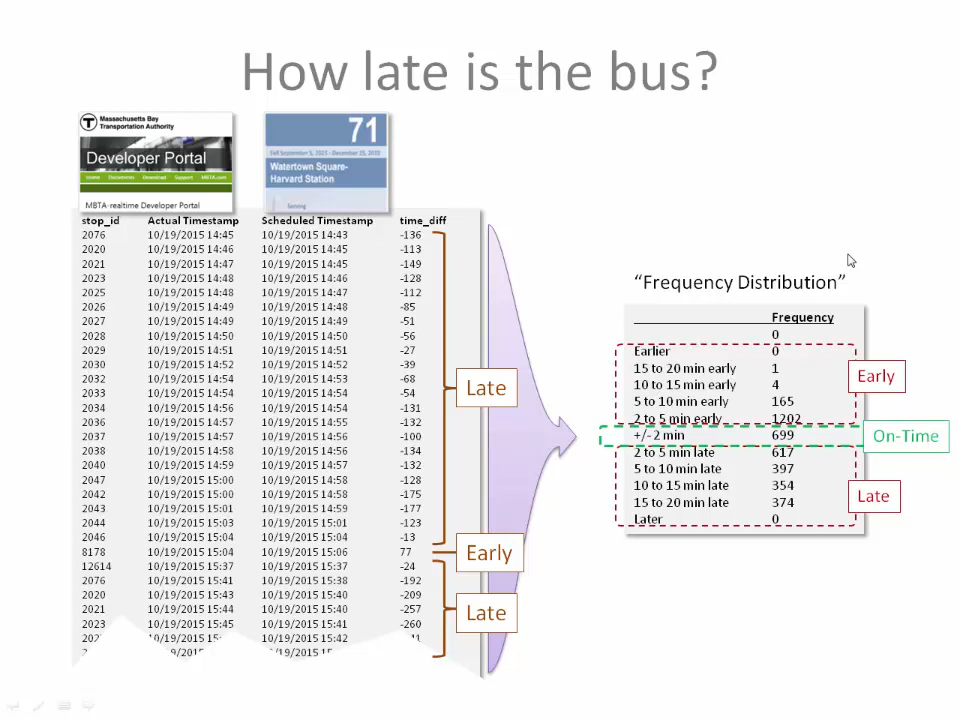 How late is the bus?
Massachusetts Bay
Transportation Authority
Developer Portal
Home Documents Download Support MBTA.com
MBTA-realtime Developer Portal
71
Fall September 5, 2015 - December 25, 2015
Watertown Square-
Harvard Station
Serving
stop_id Actual Timestamp Scheduled Timestamp time_diff
2076 10/19/2015 14:45 10/19/2015 14:43 -136
2020 10/19/2015 14:46 10/19/2015 14:45 -113
2021 10/19/2015 14:47 10/19/2015 14:45 -149
2023 10/19/2015 14:48 10/19/2015 14:46 -128
2025 10/19/2015 14:48 10/19/2015 14:47 -112
2026 10/19/2015 14:49 10/19/2015 14:48 -85
2027 10/19/2015 14:49 10/19/2015 14:49 -51
2028 10/19/2015 14:50 10/19/2015 14:50 -56
2029 10/19/2015 14:51 10/19/2015 14:51 -27
2030 10/19/2015 14:52 10/19/2015 14:52 -39
2032 10/19/2015 14:54 10/19/2015 14:53 -68
2033 10/19/2015 14:54 10/19/2015 14:54 -54
2034 10/19/2015 14:56 10/19/2015 14:54 -131
2036 10/19/2015 14:57 10/19/2015 14:55 -132
2037 10/19/2015 14:57 10/19/2015 14:56 -100
2038 10/19/2015 14:58 10/19/2015 14:56 -134
2040 10/19/2015 14:59 10/19/2015 14:57 -132
2047 10/19/2015 15:00 10/19/2015 14:58 -128
2042 10/19/2015 15:00 10/19/2015 14:58 -175
2043 10/19/2015 15:01 10/19/2015 14:59 -177
2044 10/19/2015 15:03 10/19/2015 15:01 -123
2046 10/19/2015 15:04 10/19/2015 15:04 -13
8178 10/19/2015 15:04 10/19/2015 15:06 77
12614 10/19/2015 15:37 10/19/2015 15:37 -24
2076 10/19/2015 15:41 10/19/2015 15:38 -192
2020 10/19/2015 15:43 10/19/2015 15:40 -209
2021 10/19/2015 15:44 10/19/2015 15:40 -257
2023 10/19/2015 15:45 10/19/2015 15:41 -260
10/19/2015 15:42
Late
Early
Late
“Frequency Distribution”
Frequency
0
Earlier 0
15 to 20 min early 1
10 to 15 min early 4
5 to 10 min early 165
2 to 5 min early 1202
+/-2 min 699
2 to 5 min late 617
5 to 10 min late 397
10 to 15 min late 354
15 to 20 min late 374
Later 0
Early
On-Time
Late